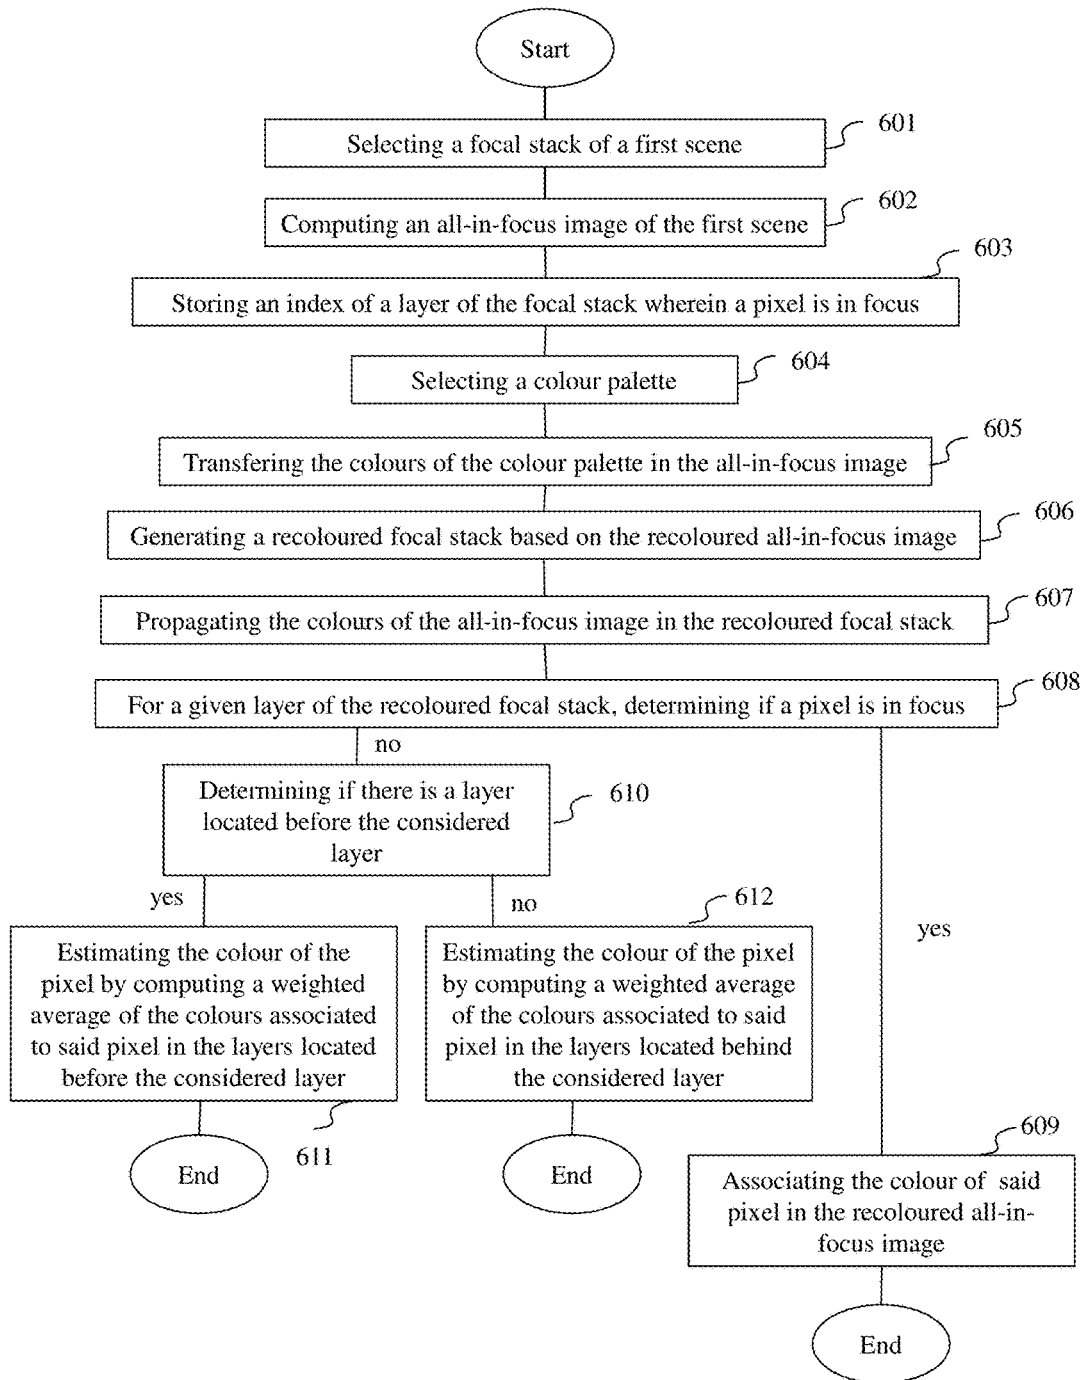 Start
601
Selecting a focal stack of a first scene
602
Computing an all-in-focus image of the first scene
603
Storing an index of a layer of the focal stack wherein a pixel is in focus
604
Selecting a colour palette
605
Transfering the colours of the colour palette in the all-in-focus image
606
Generating a recoloured focal stack based on the recoloured all-in-focus image
607
Propagating the colours of the all-in-focus image in the recoloured focal stack
608
For a given layer of the recoloured focal stack, determining if a pixel is in focus
no
Determining if there is a layer
located before the considered
layer
610
yes
no
612
yes
Estimating the colour of the
pixel by computing a weighted
average of the colours associated
to said pixel in the layers located
before the considered layer
611
Estimating the colour of the pixel
by computing a weighted average
of the colours associated to said
pixel in the layers located behind
the considered layer
End
End
609
Associating the colour of said
pixel in the recoloured all-in-
focus image
End